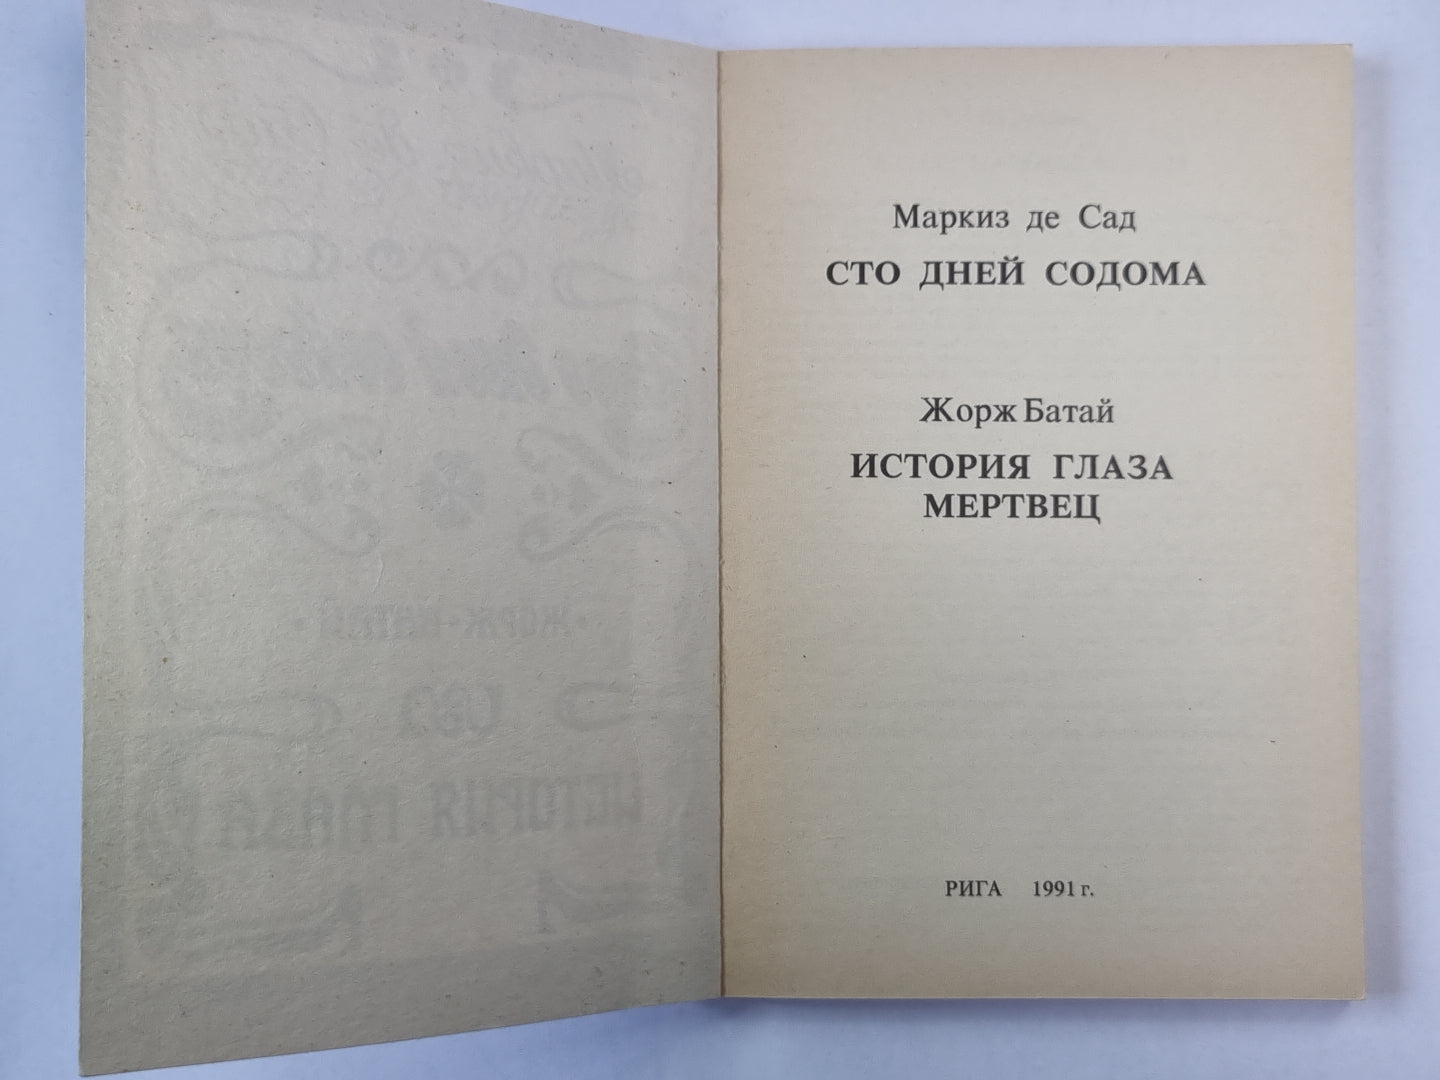 Маркиз де Сад
СТО ДНЕЙ СОДОМА
Жорж Батай
ИСТОРИЯ ГЛАЗА
МЕРТВЕЦ
РИГА 1991 г.